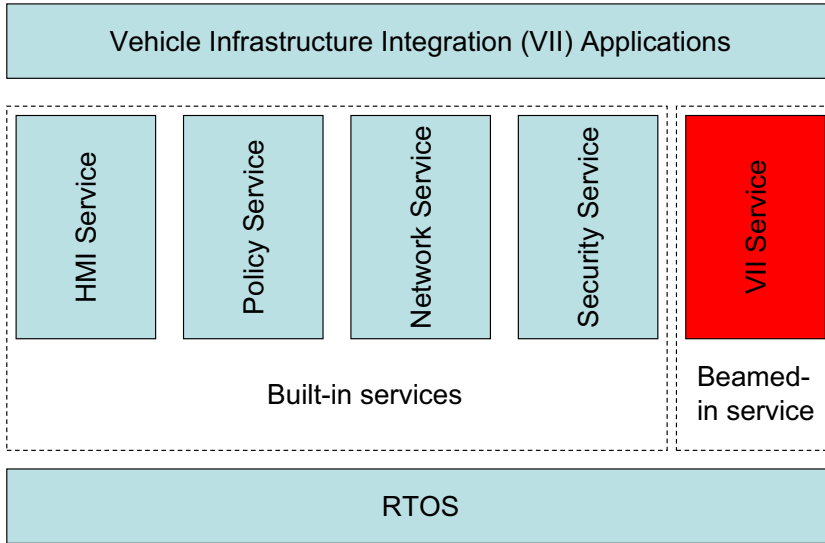 Vehicle Infrastructure Integration (VII) Applications
HMI Service
Policy Service
Network Service
Security Service
VII Service
Built-in services
Beamed-
in service
RTOS